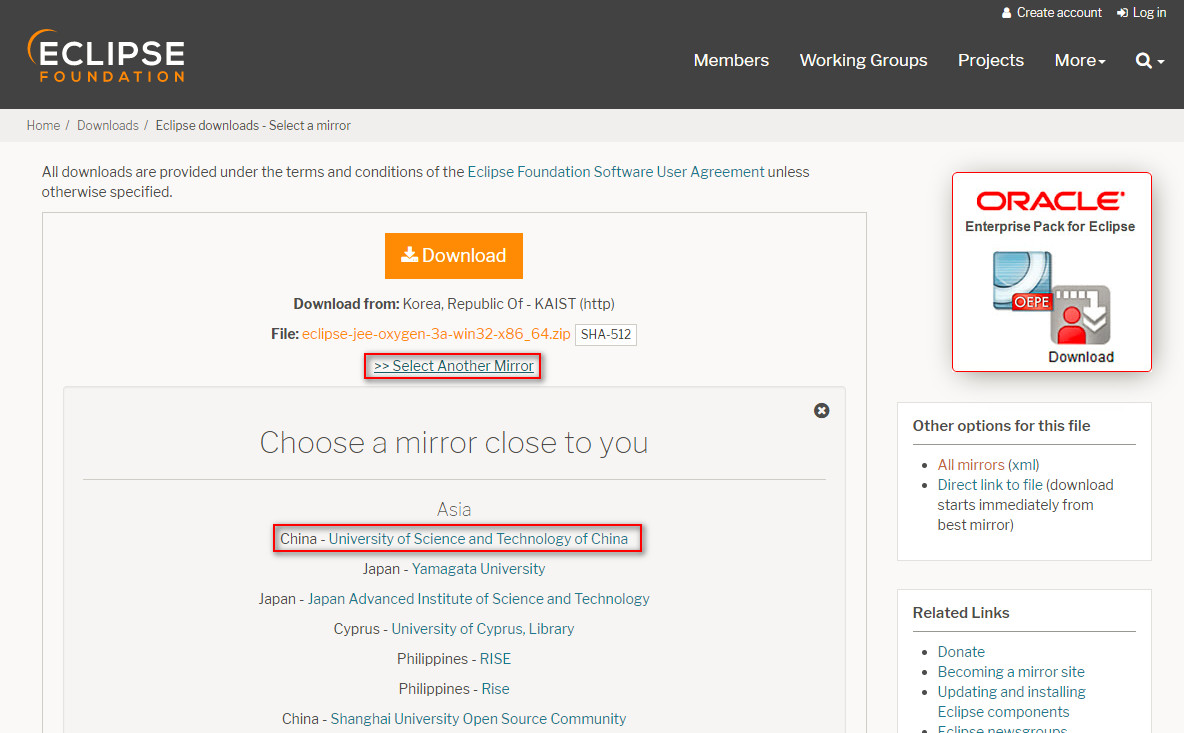 Create account Log in
ECLIPSE
FOUNDATION
Members Working Groups Projects More
Home / Downloads / Eclipse downloads - Select a mirror
All downloads are provided under the terms and conditions of the Eclipse Foundation Software User Agreement unless
otherwise specified.
Download
Download from: Korea, Republic Of - KAIST (http)
File: eclipse-jee-oxygen-3a-win32-x86_64.zip SHA-512
>> Select Another Mirror
Choose a mirror close to you
Asia
China - University of Science and Technology of China
Japan - Yamagata University
Japan - Japan Advanced Institute of Science and Technology
Cyprus - University of Cyprus, Library
Philippines - RISE
Philippines - Rise
China - Shanghai University Open Source Community
ORACLE
Enterprise Pack for Eclipse
OEPE
Download
Other options for this file
All mirrors (xml)
Direct link to file (download
starts immediately from
best mirror)
Related Links
Donate
Becoming a mirror site
Updating and installing
Eclipse components
Eclipse newsgroups